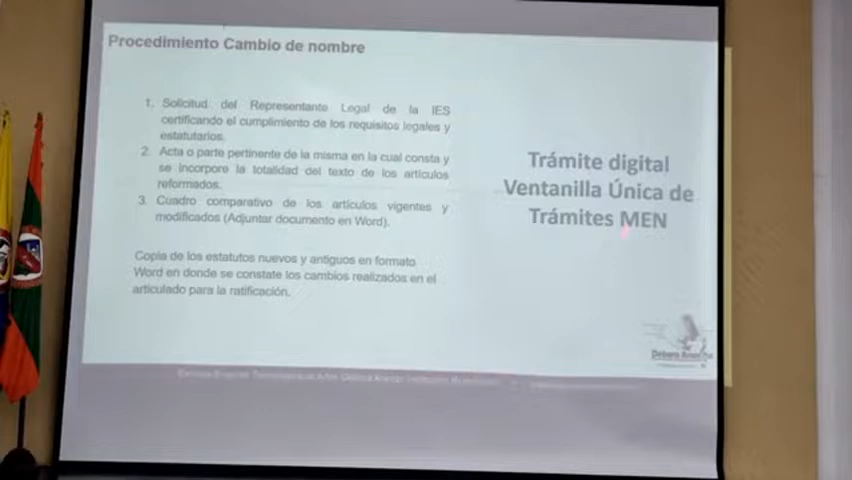 Procedimiento Cambio de nombre
1. Solicitud del Representante Legal de la IES
certificando el cumplimiento de los requisitos legales y
estatutarios.
2. Acta o parte pertinente de la misma en la cual consta y
se incorpore la totalidad del texto de los artículos
reformados.
3. Cuadro comparativo de los artículos vigentes y
modificados (Adjuntar documento en Word).
Copia de los estatutos nuevos y antiguos en formato
Word en donde se constate los cambios realizados en el
articulado para la ratificación.
Trámite digital
Ventanilla Única de
Trámites MEN
Débora Arango